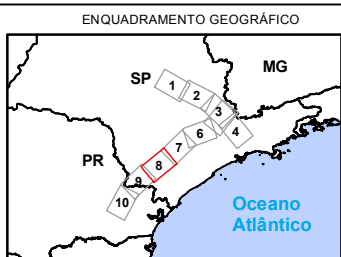 ENQUADRAMENTO GEOGRÁFICO
SP
MG
1
2
3
4
6
7
PR
8
9
10
Oceano
Atlântico